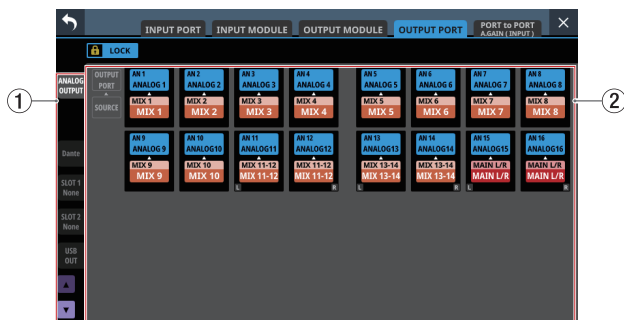 INPUT PORT INPUT MODULE OUTPUT MODULE OUTPUT PORT PORT to PORT
A.GAIN ( INPUT )
LOCK
ANALOG
OUTPUT
Dante
SLOT 1
None
SLOT 2
None
USB
OUT
1
2
OUTPUT
PORT
SOURCE
AN 1 AN 2 AN 3 AN 4 AN 5 AN 6 AN 7 AN 8
ANALOG 1 ANALOG 2 ANALOG 3 ANALOG 4 ANALOG 5 ANALOG 6 ANALOG 7 ANALOG 8
MIX 1 MIX 2 MIX 3 MIX 4 MIX 5 MIX 6 MIX 7 MIX 8
MIX 1 MIX 2 MIX 3 MIX 4 MIX 5 MIX 6 MIX 7 MIX 8
AN 9 AN 10 AN 11 AN 12 AN 13 AN 14 AN 15 AN 16
ANALOG 9 ANALOG10 ANALOG11 ANALOG12 ANALOG13 ANALOG14 ANALOG15 ANALOG16
MIX 9 MIX 10 MIX 11-12 MIX 11-12 MIX 13-14 MIX 13-14 MAIN L/R MAIN L/R
MIX 9 MIX 10 MIX 11-12 MIX 11-12 MIX 13-14 MIX 13-14 MAIN L/R MAIN L/R
L R L R L R